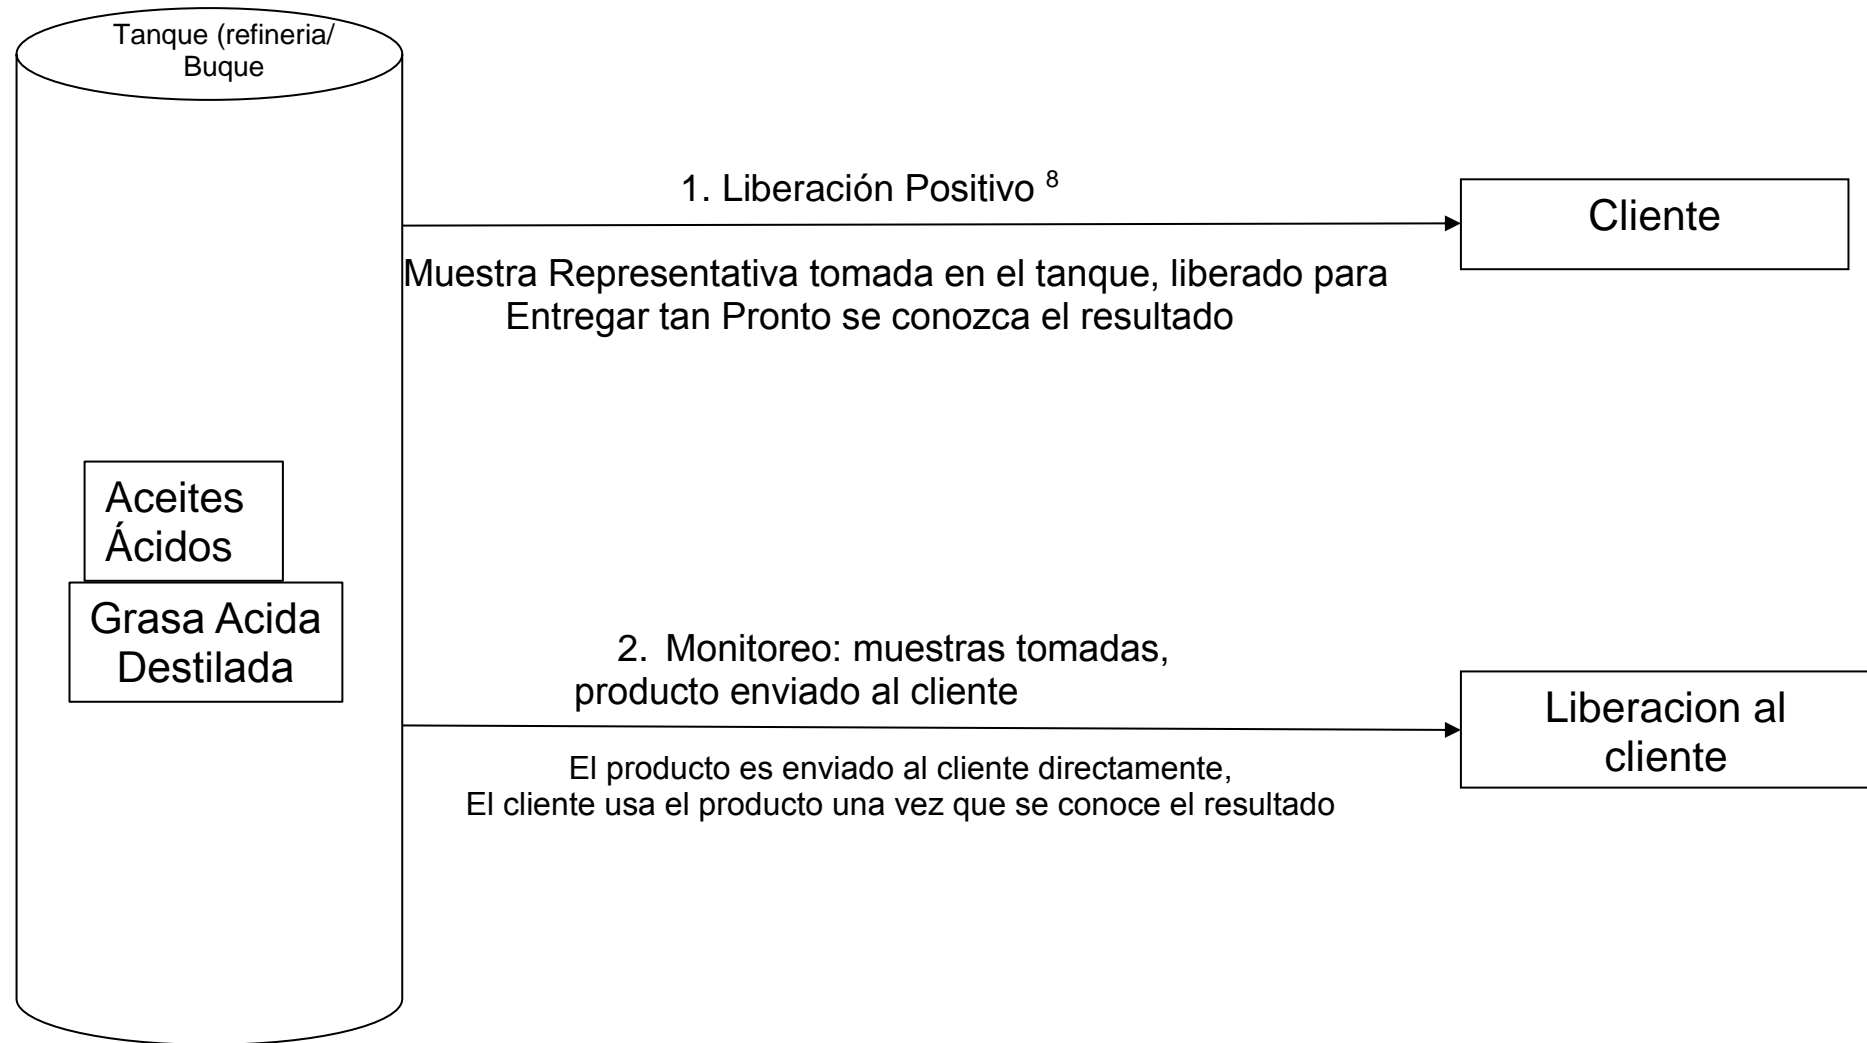 Tanque (refineria/
Buque
1. Liberación Positivo ⁸
Cliente
Muestra Representativa tomada en el tanque, liberado para
Entregar tan Pronto se conozca el resultado
Aceites
Ácidos
Grasa Acida
Destilada
2. Monitoreo: muestras tomadas,
producto enviado al cliente
Liberacion al
cliente
El producto es enviado al cliente directamente,
El cliente usa el producto una vez que se conoce el resultado